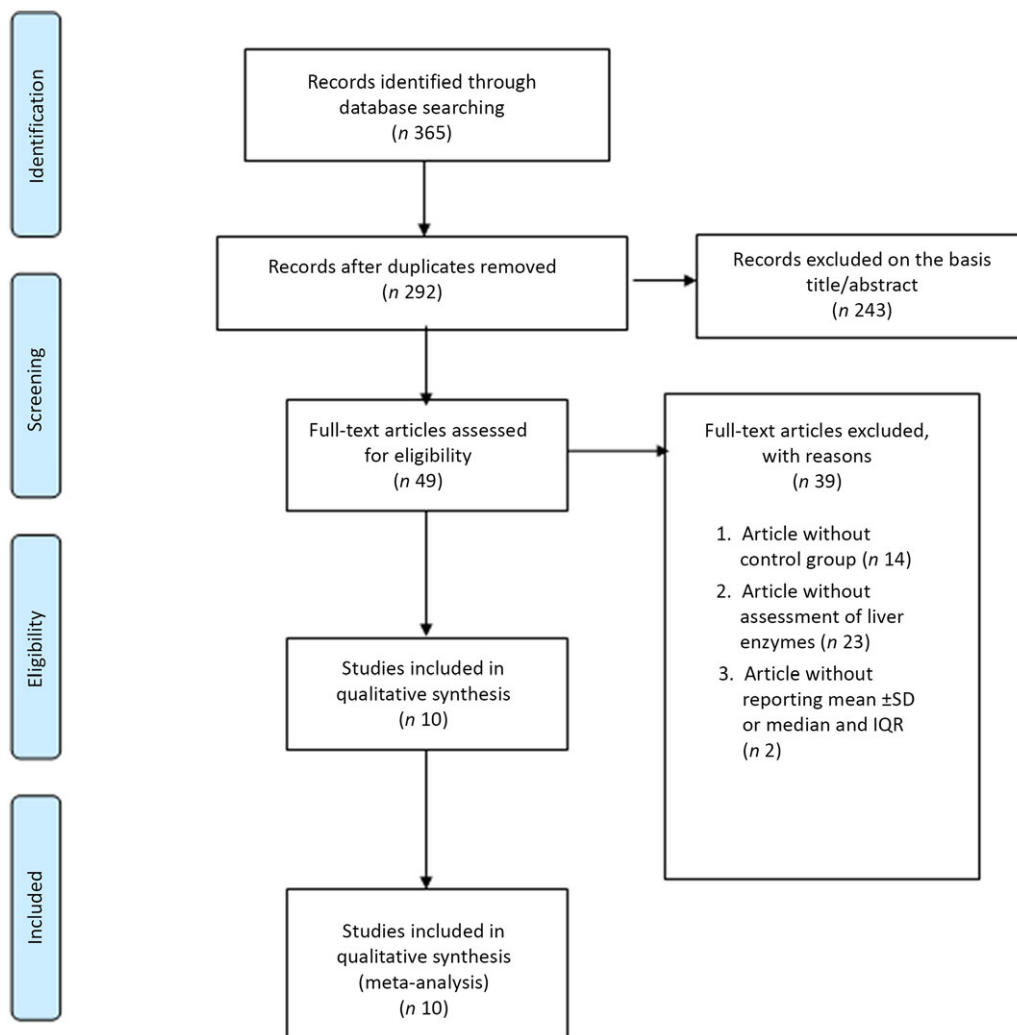 Identification
Records identified through
database searching
(n 365)
Records after duplicates removed
(n 292)
Records excluded on the basis
title/abstract
(n 243)
Screening
Full-text articles assessed
for eligibility
(n 49)
Full-text articles excluded,
with reasons
(n 39)
1. Article without
control group (n 14)
2. Article without
assessment of liver
enzymes (n 23)
3. Article without
reporting mean ±SD
or median and IQR
(n 2)
Eligibility
Studies included in
qualitative synthesis
(n 10)
Included
Studies included in
qualitative synthesis
(meta-analysis)
(n 10)